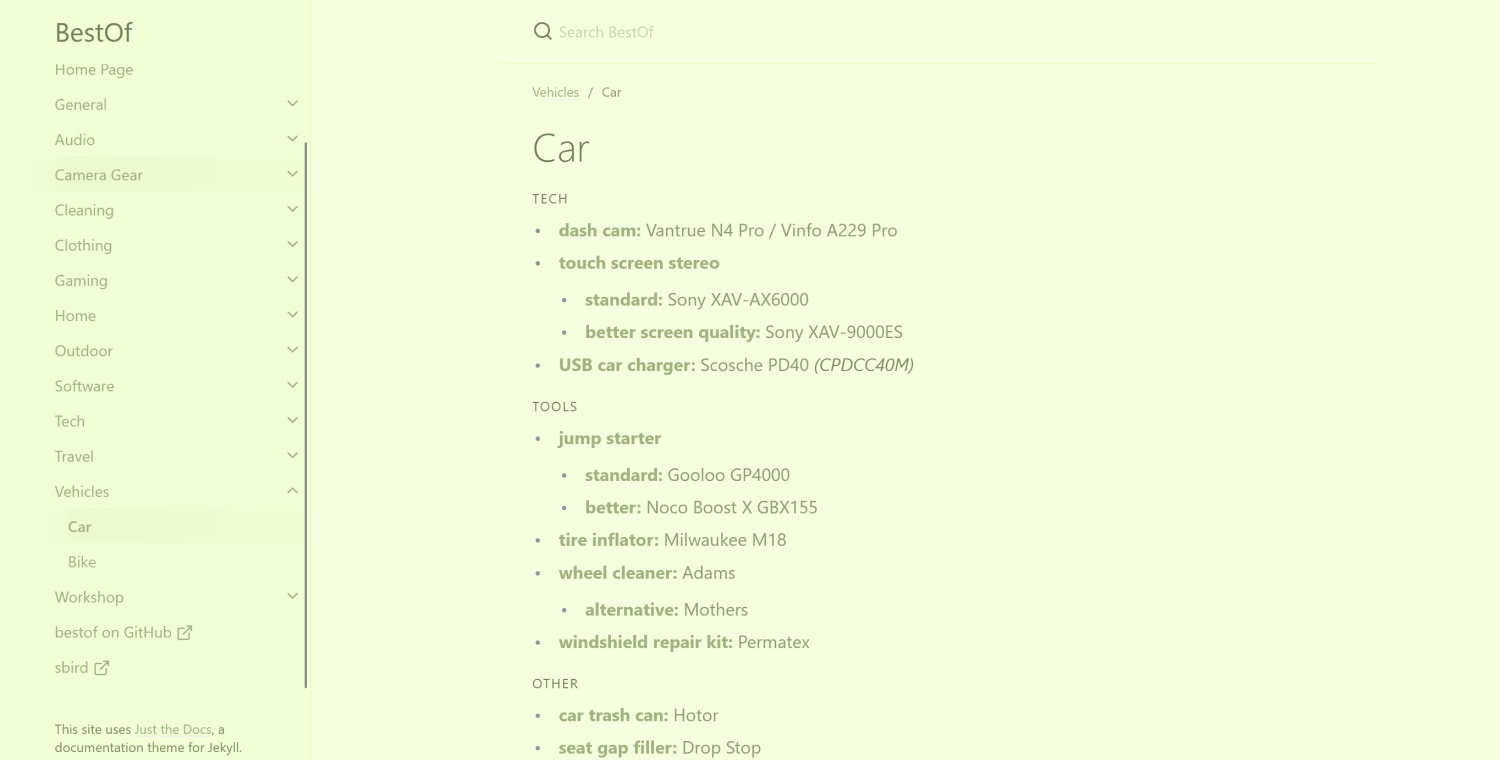 BestOf
Home Page
General
Audio
Camera Gear
Cleaning
Clothing
Gaming
Home
Outdoor
Software
Tech
Travel
Vehicles
Car
Bike
Workshop
bestof on GitHub
sbird
This site uses Just the Docs, a
documentation theme for Jekyll.
Search BestOf
Vehicles / Car
Car
TECH
• dash cam: Vantrue N4 Pro / Vinfo A229 Pro
• touch screen stereo
• standard: Sony XAV-AX6000
• better screen quality: Sony XAV-9000ES
• USB car charger: Scosche PD40 (CPDCC40M)
TOOLS
• jump starter
• standard: Gooloo GP4000
• better: Noco Boost X GBX155
• tire inflator: Milwaukee M18
• wheel cleaner: Adams
• alternative: Mothers
• windshield repair kit: Permatex
OTHER
• car trash can: Hotor
• seat gap filler: Drop Stop